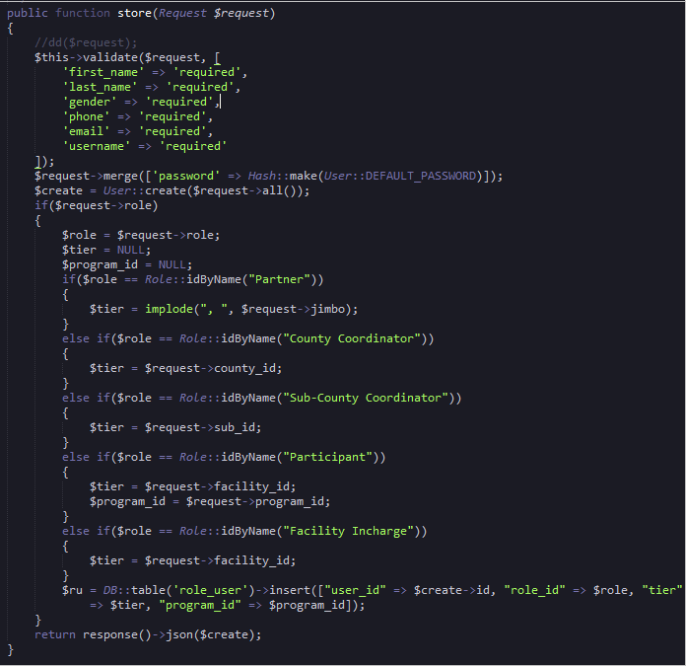 public function store(Request $request)
{
//dd($request);
$this->validate($request, [
'first_name' => 'required',
'last_name' => 'required',
'gender' => 'required',
'phone' => 'required',
'email' => 'required',
'username' => 'required'
]);
$request->merge(['password' => Hash::make(User::DEFAULT_PASSWORD)]);
$create = User::create($request->all());
if($request->role)
{
$role = $request->role;
$tier = NULL;
$program_id = NULL;
if($role == Role::idByName("Partner"))
{
$tier = implode(", ", $request->jimbo);
}
else if($role == Role::idByName("County Coordinator"))
{
$tier = $request->county_id;
}
else if($role == Role::idByName("Sub-County Coordinator"))
{
$tier = $request->sub_id;
}
else if($role == Role::idByName("Participant"))
{
$tier = $request->facility_id;
$program_id = $request->program_id;
}
else if($role == Role::idByName("Facility Incharge"))
{
$tier = $request->facility_id;
}
$ru = DB::table('role_user')->insert(["user_id" => $create->id, "role_id" => $role, "tier"
=> $tier, "program_id" => $program_id]);
}
return response()->json($create);
}